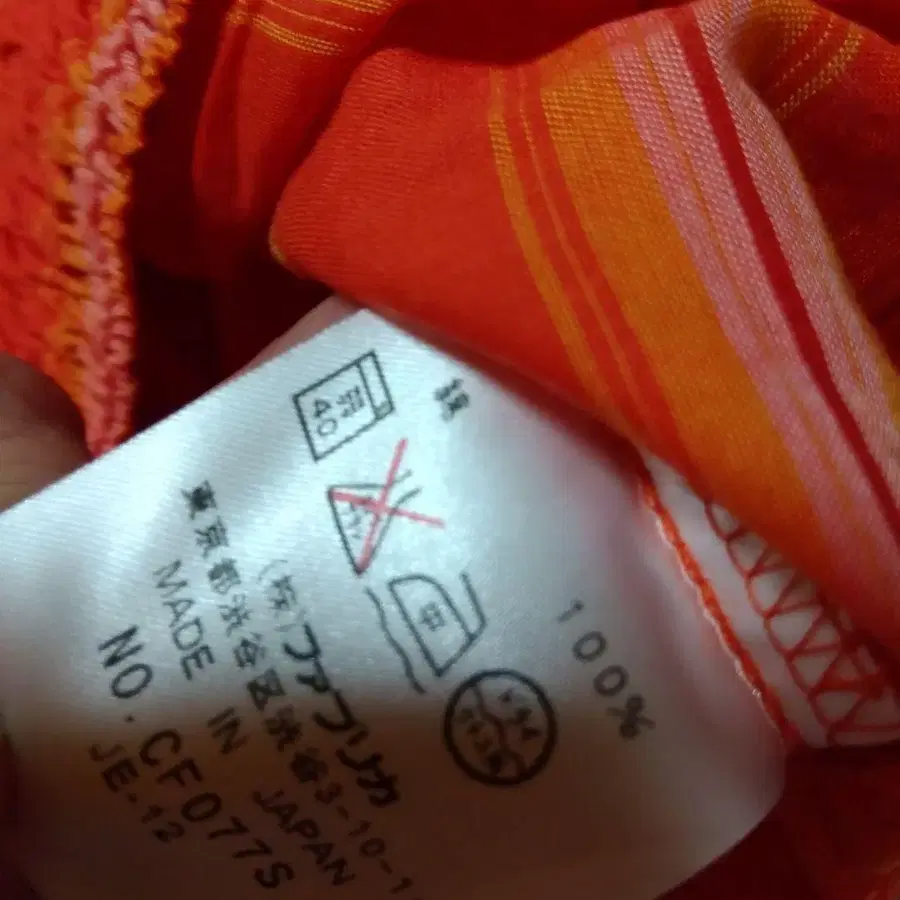 綿 100%
弱
40
中
(株)ファブリカ
東京都渋谷区渋谷3-10-1
MADE IN JAPAN
NO.CF077S
JE-12